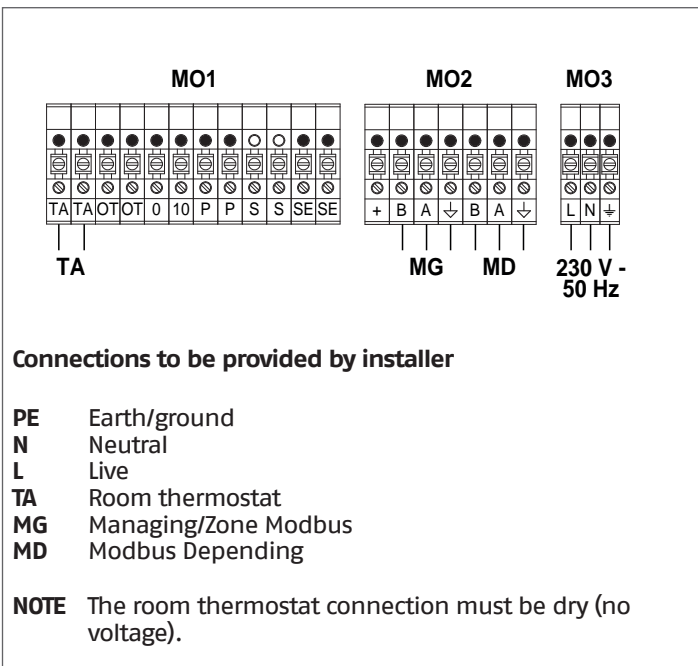 MO1 MO2 MO3
TA TA OT OT 0 10 P P S S SE SE + B A B A L N
TA MG MD 230 V -
50 Hz
Connections to be provided by installer
PE Earth/ground
N Neutral
L Live
TA Room thermostat
MG Managing/Zone Modbus
MD Modbus Depending
NOTE The room thermostat connection must be dry (no
voltage).